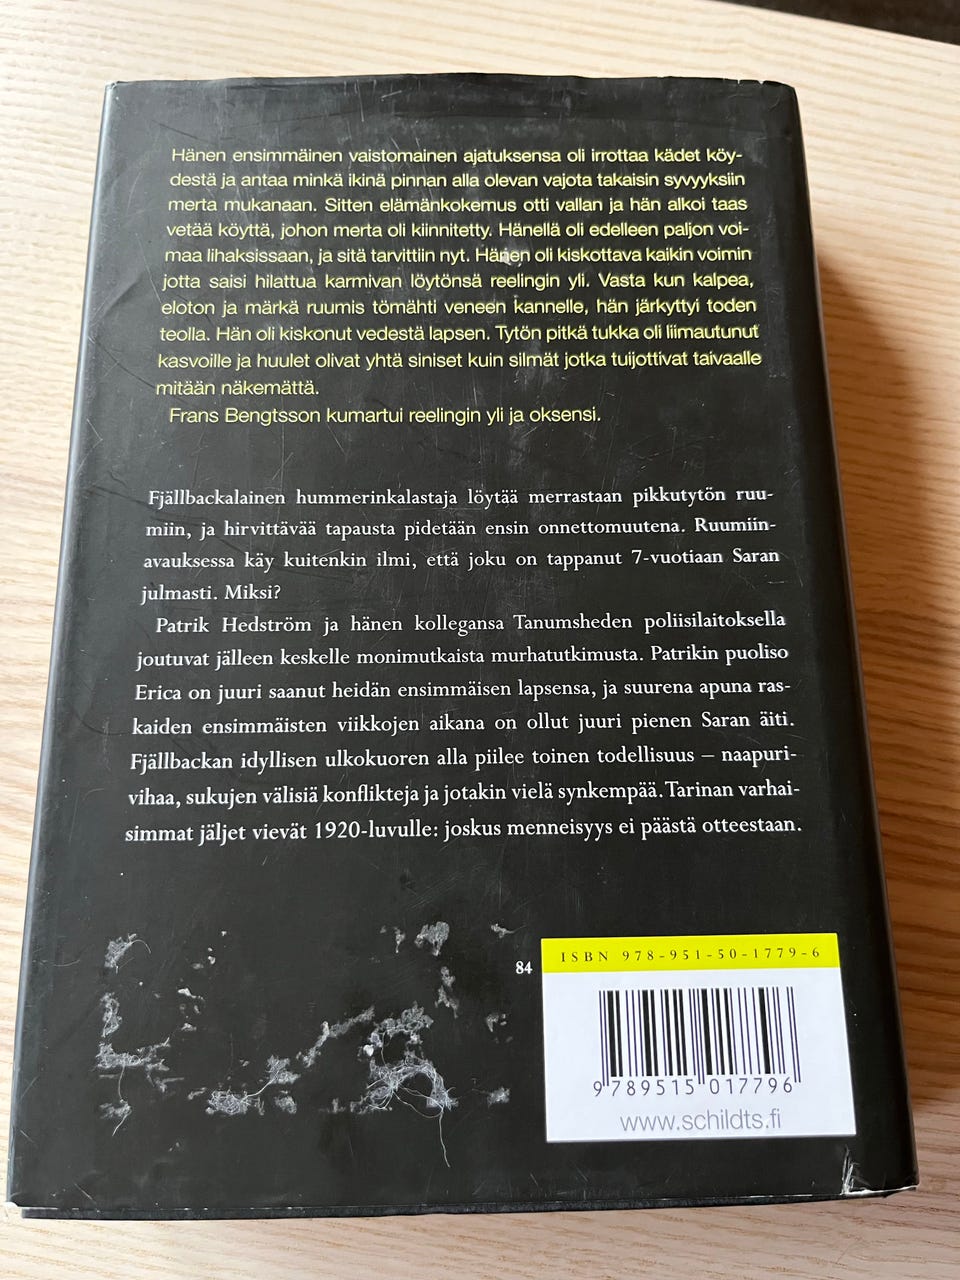 Hänen ensimmäinen vaistomainen ajatuksensa oli irrottaa kädet köy-
destä ja antaa minkä ikinä pinnan alla olevan vajota takaisin syvyyksiin
merta mukanaan. Sitten elämänkokemus otti vallan ja hän alkoi taas
vetää köyttä, johon merta oli kiinnitetty. Hänellä oli edelleen paljon voi-
maa lihaksissaan, ja sitä tarvittiin nyt. Hänen oli kiskottava kaikin voimin
jotta saisi hilattua karmivan löytönsä reelingin yli. Vasta kun kalpea,
eloton ja märkä ruumis tömähti veneen kannelle, hän järkyttyi toden
teolla. Hän oli kiskonut vedestä lapsen. Tytön pitkä tukka oli liimautunut
kasvoille ja huulet olivat yhtä siniset kuin silmät jotka tuijottivat taivaalle
mitään näkemättä.
Frans Bengtsson kumartui reelingin yli ja oksensi.
Fjällbackalainen hummerinkalastaja löytää merrastaan pikkutytön ruu-
miin, ja hirvittävää tapausta pidetään ensin onnettomuutena. Ruumiin-
avauksessa käy kuitenkin ilmi, että joku on tappanut 7-vuotiaan Saran
julmasti. Miksi?
Patrik Hedström ja hänen kollegansa Tanumsheden poliisilaitoksella
joutuvat jälleen keskelle monimutkaista murhatutkimusta. Patrikin puoliso
Erica on juuri saanut heidän ensimmäisen lapsensa, ja suurena apuna ras-
kaiden ensimmäisten viikkojen aikana on ollut juuri pienen Saran äiti.
Fjällbackan idyllisen ulkokuoren alla piilee toinen todellisuus – naapuri-
vihaa, sukujen välisiä konflikteja ja jotakin vielä synkempää. Tarinan varhai-
simmat jäljet vievät 1920-luvulle: joskus menneisyys ei päästä otteestaan.
84
ISBN 978-951-50-1779-6
9 789515 017796
www.schildts.fi